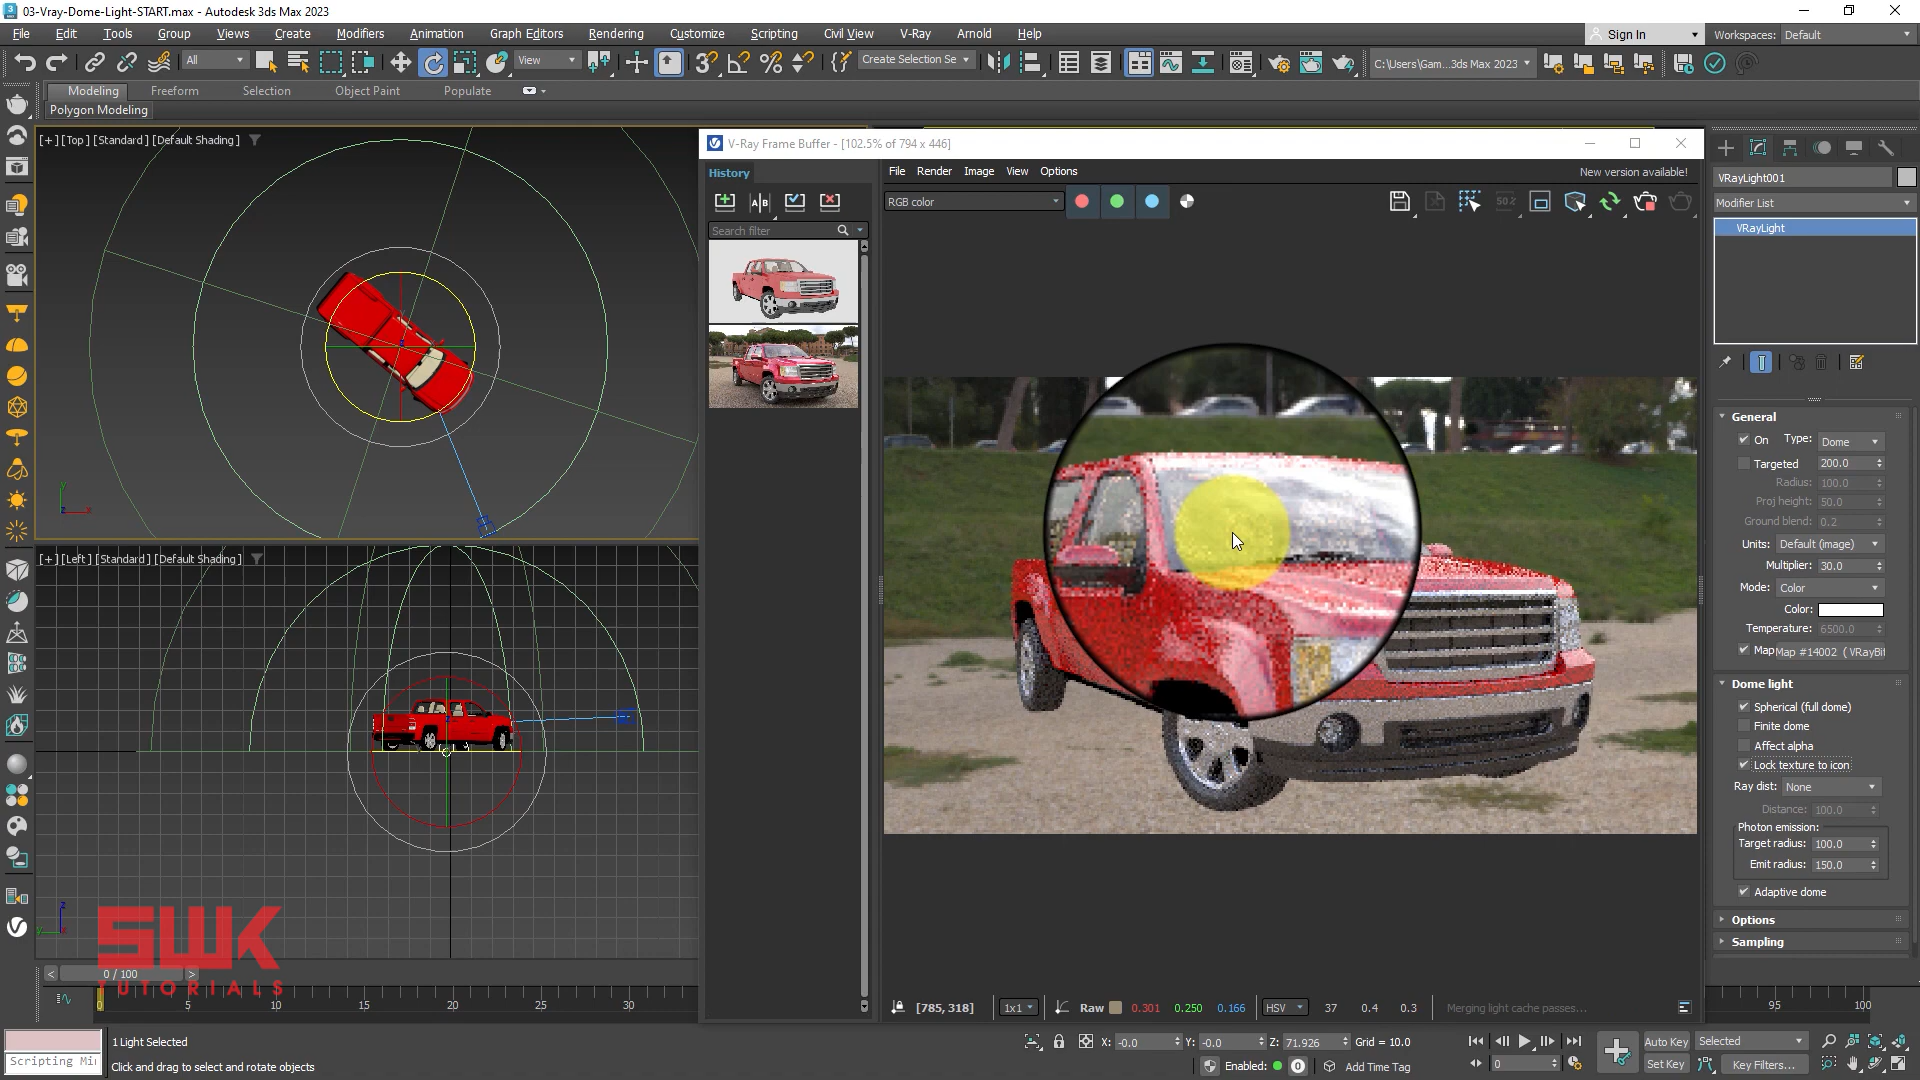 03-Vray-Dome-Light-START.max - Autodesk 3ds Max 2023
File Edit Tools Group Views Create Modifiers Animation Graph Editors Rendering Customize Scripting Civil View V-Ray Arnold Help
Sign In Workspaces: Default
All View Create Selection Se C:\Users\Gam...3ds Max 2023
Modeling Freeform Selection Object Paint Populate
Polygon Modeling
[+] [Top] [Standard] [Default Shading]
V-Ray Frame Buffer - [102.5% of 794 x 446]
History
File Render Image View Options New version available!
RGB color
Search filter
VRayLight001
Modifier List
VRayLight
General
On Type: Dome
Targeted 200.0
Radius: 100.0
Proj height: 50.0
Ground blend: 0.2
Units: Default (image)
Multiplier: 30.0
Mode: Color
Color:
Temperature: 6500.0
Map Map #14002 ( VRayBit
Dome light
Spherical (full dome)
Finite dome
Affect alpha
Lock texture to icon
Ray dist: None
Distance: 100.0
Photon emission:
Target radius: 100.0
Emit radius: 150.0
Adaptive dome
Options
Sampling
[+] [Left] [Standard] [Default Shading]
SWK
TUTORIALS
0 / 100
0 5 10 15 20 25 30 95 100
[785, 318] 1x1 Raw 0.301 0.250 0.166 HSV 37 0.4 0.3 Merging light cache passes...
1 Light Selected
X: -0.0 Y: -0.0 Z: 71.926 Grid = 10.0
Auto Key Selected
Scripting Mi
Click and drag to select and rotate objects
Enabled: 0 Add Time Tag
0
Set Key Key Filters...